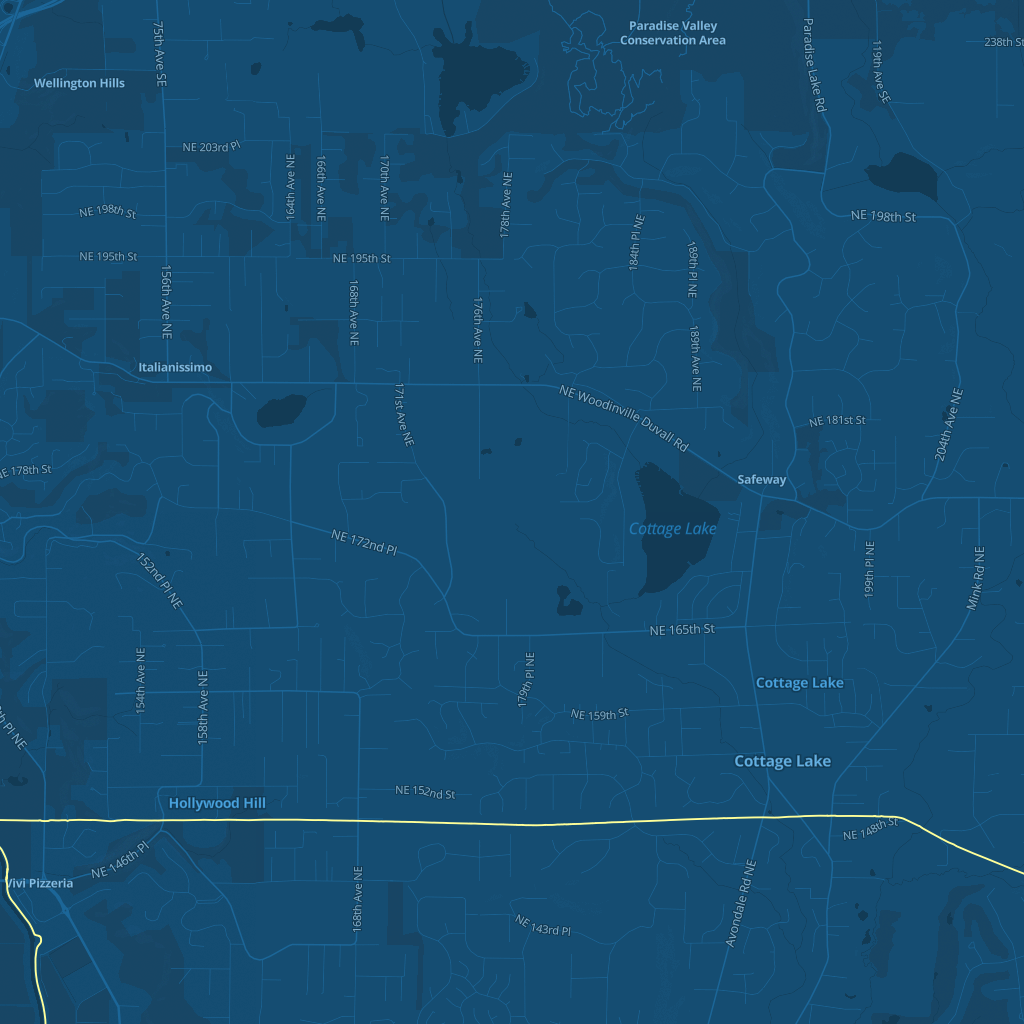 75th Ave SE
Paradise Valley
Conservation Area
Paradise Lake Rd
119th Ave SE
238th St
Wellington Hills
NE 203rd Pl
164th Ave NE
166th Ave NE
170th Ave NE
178th Ave NE
NE 198th St
184th Pl NE
NE 198th St
NE 195th St
NE 195th St
189th Pl NE
156th Ave NE
168th Ave NE
176th Ave NE
189th Ave NE
Italianissimo
171st Ave NE
NE Woodinville Duvall Rd
NE 181st St
204th Ave NE
NE 178th St
Safeway
Cottage Lake
NE 172nd Pl
152nd Pl NE
199th Pl NE
Mink Rd NE
NE 165th St
154th Ave NE
158th Ave NE
179th Pl NE
Cottage Lake
NE 159th St
Pl NE
Cottage Lake
NE 152nd St
Hollywood Hill
NE 148th St
NE 146th Pl
Vivi Pizzeria
168th Ave NE
Avondale Rd NE
NE 143rd Pl